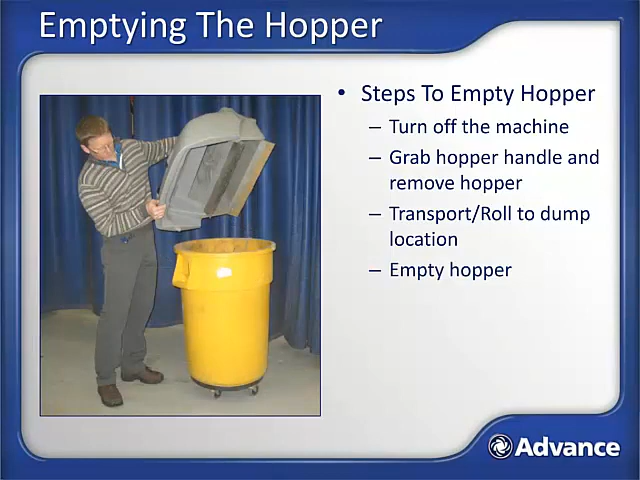 Emptying The Hopper
• Steps To Empty Hopper
– Turn off the machine
– Grab hopper handle and
remove hopper
– Transport/Roll to dump
location
– Empty hopper
Advance